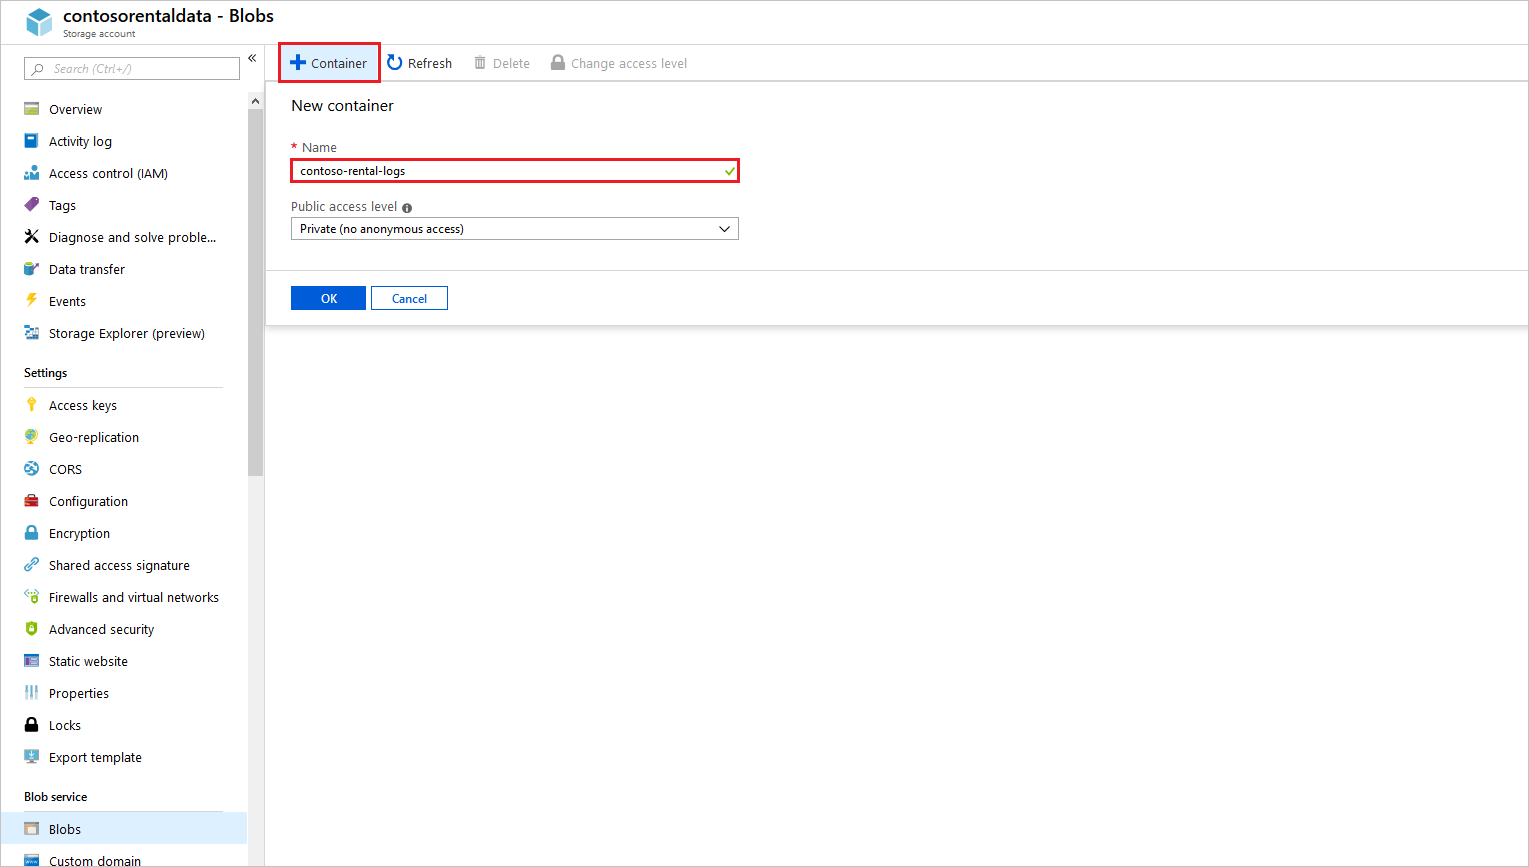 contosorentaldata - Blobs
Storage account
Search (Ctrl+/)
Overview
Activity log
Access control (IAM)
Tags
Diagnose and solve proble...
Data transfer
Events
Storage Explorer (preview)
Settings
Access keys
Geo-replication
CORS
Configuration
Encryption
Shared access signature
Firewalls and virtual networks
Advanced security
Static website
Properties
Locks
Export template
Blob service
Blobs
Custom domain
Container Refresh Delete Change access level
New container
* Name
contoso-rental-logs
Public access level
Private (no anonymous access)
OK Cancel